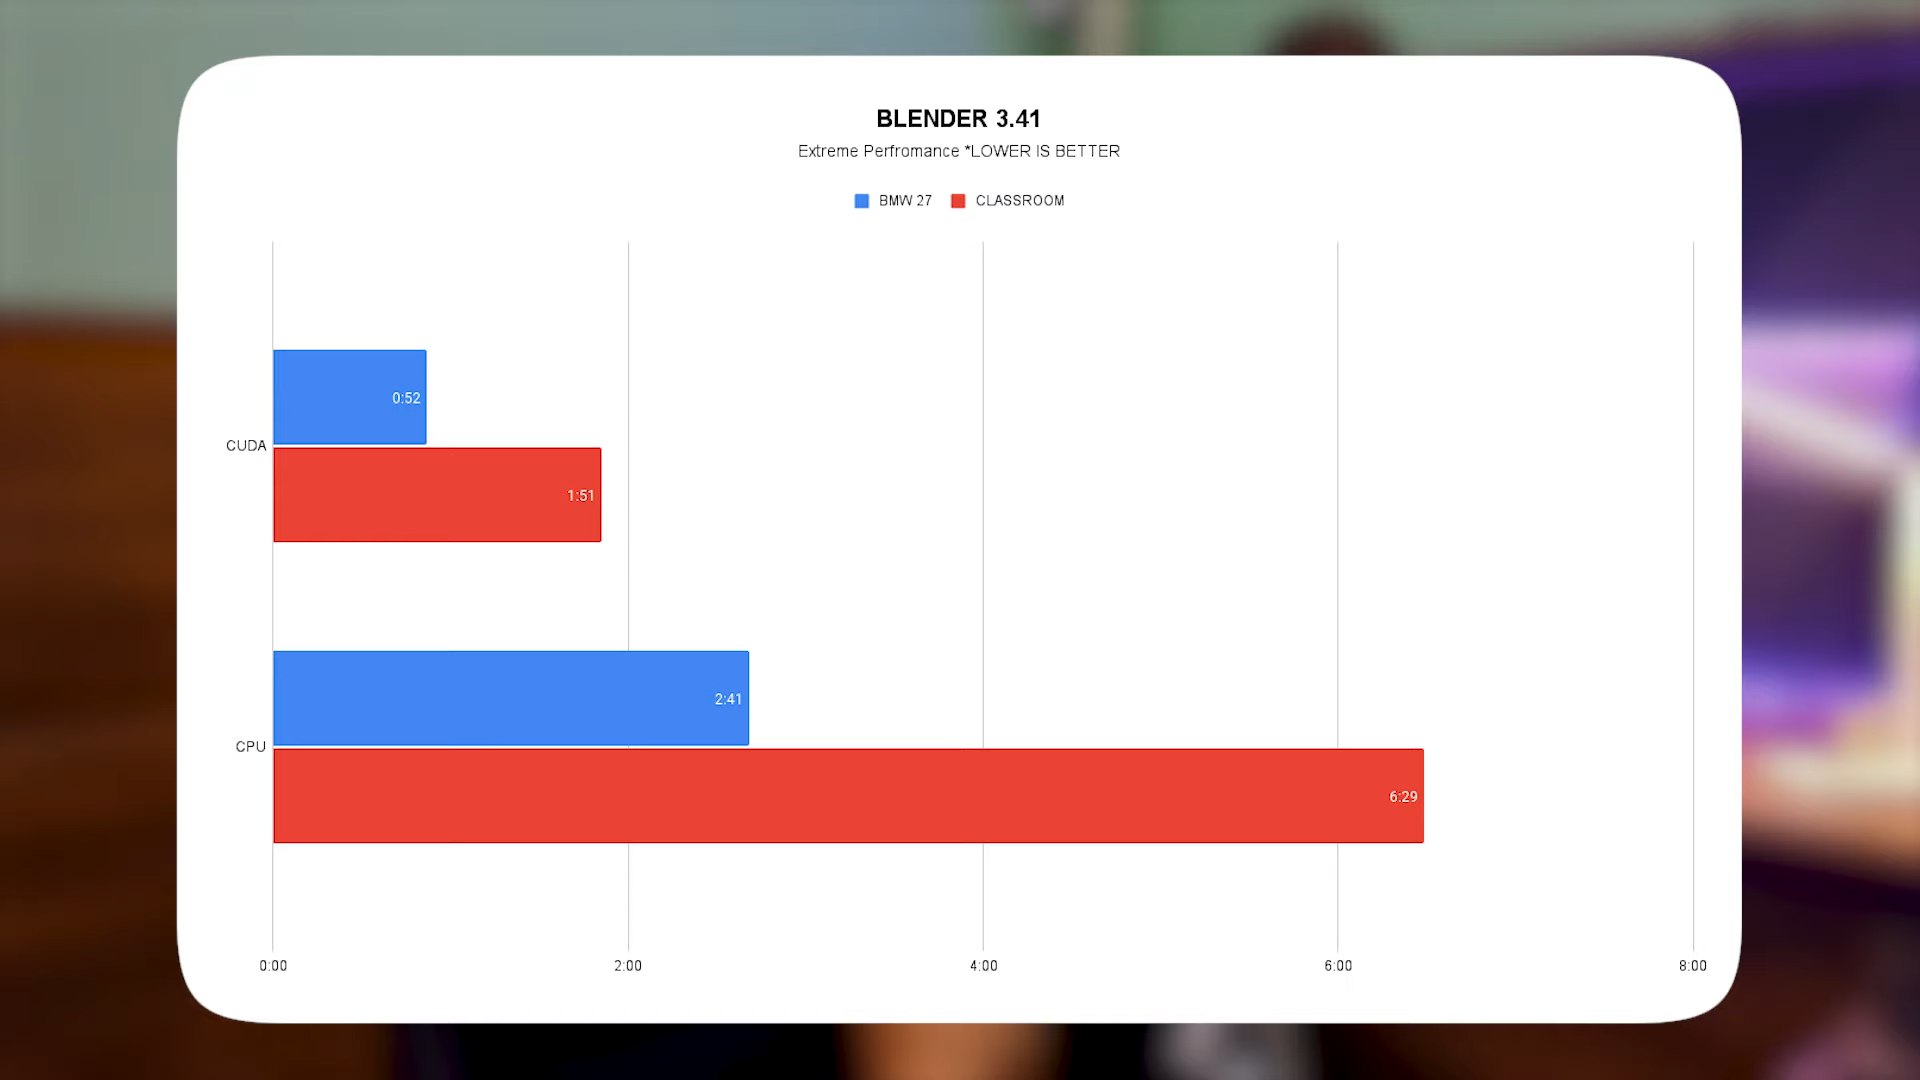 BLENDER 3.41
Extreme Perfromance *LOWER IS BETTER
BMW 27 CLASSROOM
0:52
CUDA
1:51
2:41
CPU
6:29
0:00 2:00 4:00 6:00 8:00